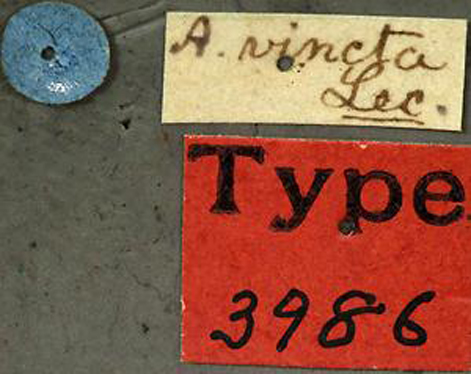 A. vincta
Lec.
Type
3986